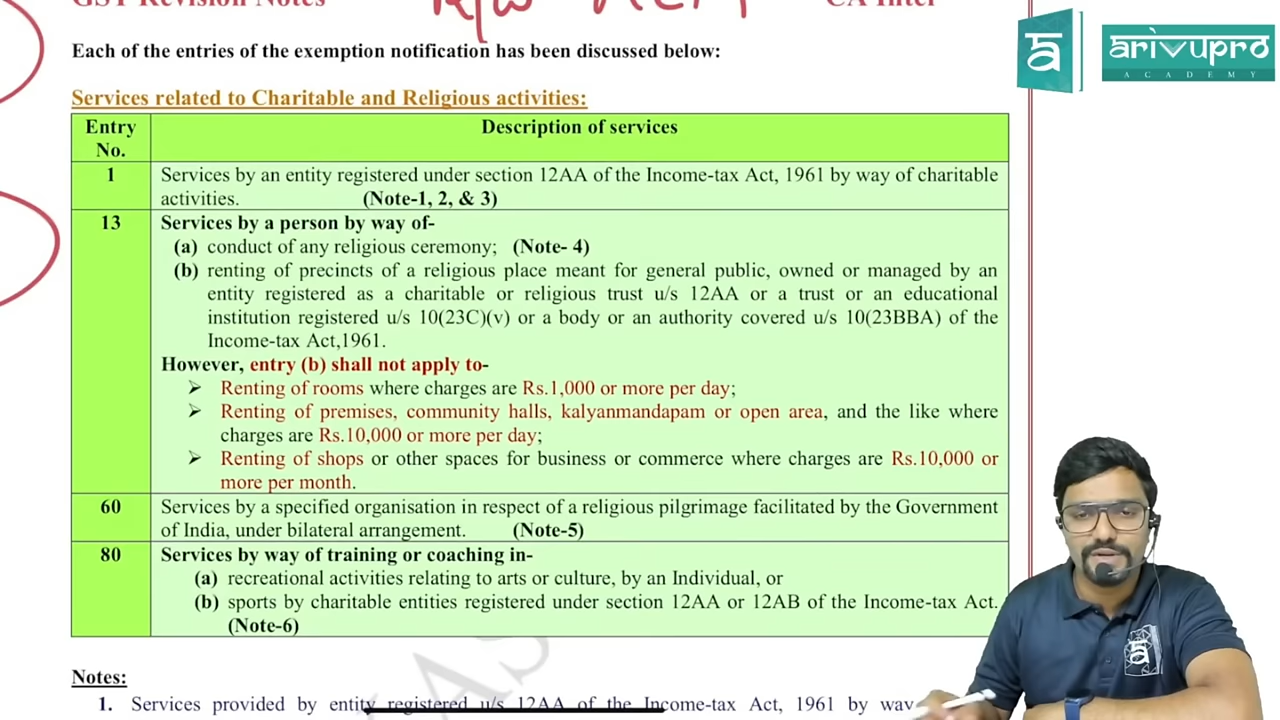 GST Revision Notes CA Inter
Each of the entries of the exemption notification has been discussed below:
arivupro
ACADEMY
Services related to Charitable and Religious activities:
Entry No. Description of services
1 Services by an entity registered under section 12AA of the Income-tax Act, 1961 by way of charitable
activities. (Note-1, 2, & 3)
13 Services by a person by way of-
(a) conduct of any religious ceremony; (Note- 4)
(b) renting of precincts of a religious place meant for general public, owned or managed by an
entity registered as a charitable or religious trust u/s 12AA or a trust or an educational
institution registered u/s 10(23C)(v) or a body or an authority covered u/s 10(23BBA) of the
Income-tax Act,1961.
However, entry (b) shall not apply to-
➢ Renting of rooms where charges are Rs.1,000 or more per day;
➢ Renting of premises, community halls, kalyanmandapam or open area, and the like where
charges are Rs.10,000 or more per day;
➢ Renting of shops or other spaces for business or commerce where charges are Rs.10,000 or
more per month.
60 Services by a specified organisation in respect of a religious pilgrimage facilitated by the Government
of India, under bilateral arrangement. (Note-5)
80 Services by way of training or coaching in-
(a) recreational activities relating to arts or culture, by an Individual, or
(b) sports by charitable entities registered under section 12AA or 12AB of the Income-tax Act.
(Note-6)
Notes:
1. Services provided by entity registered u/s 12AA of the Income-tax Act, 1961 by way